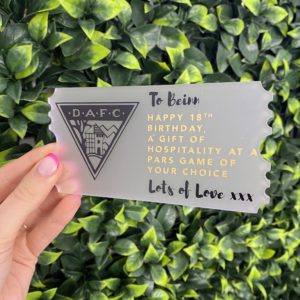 D.A.F.C
To Beinn
HAPPY 18TH
BIRTHDAY,
A GIFT OF
HOSPITALITY AT A
PARS GAME OF
YOUR CHOICE
Lots of Love xxx